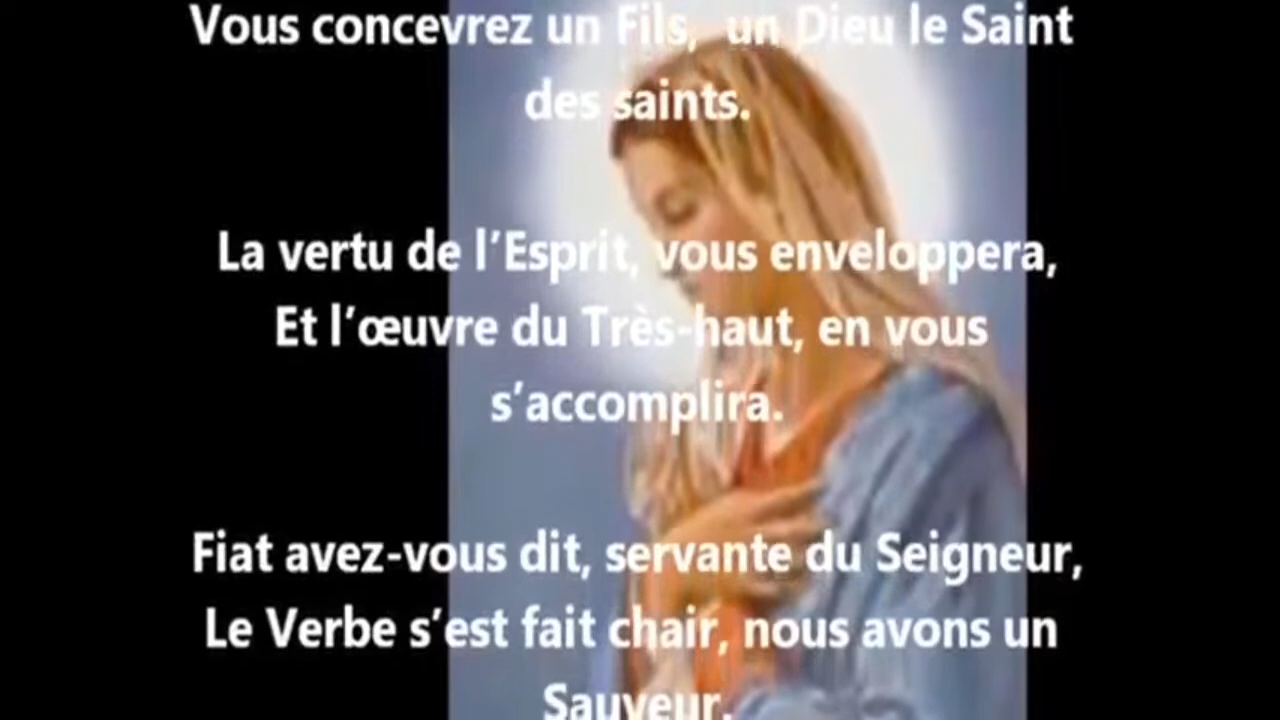 Vous concevrez un Fils, un Dieu le Saint
des saints.
La vertu de l’Esprit, vous enveloppera,
Et l’œuvre du Très-haut, en vous
s’accomplira.
Fiat avez-vous dit, servante du Seigneur,
Le Verbe s’est fait chair, nous avons un
Sauveur.